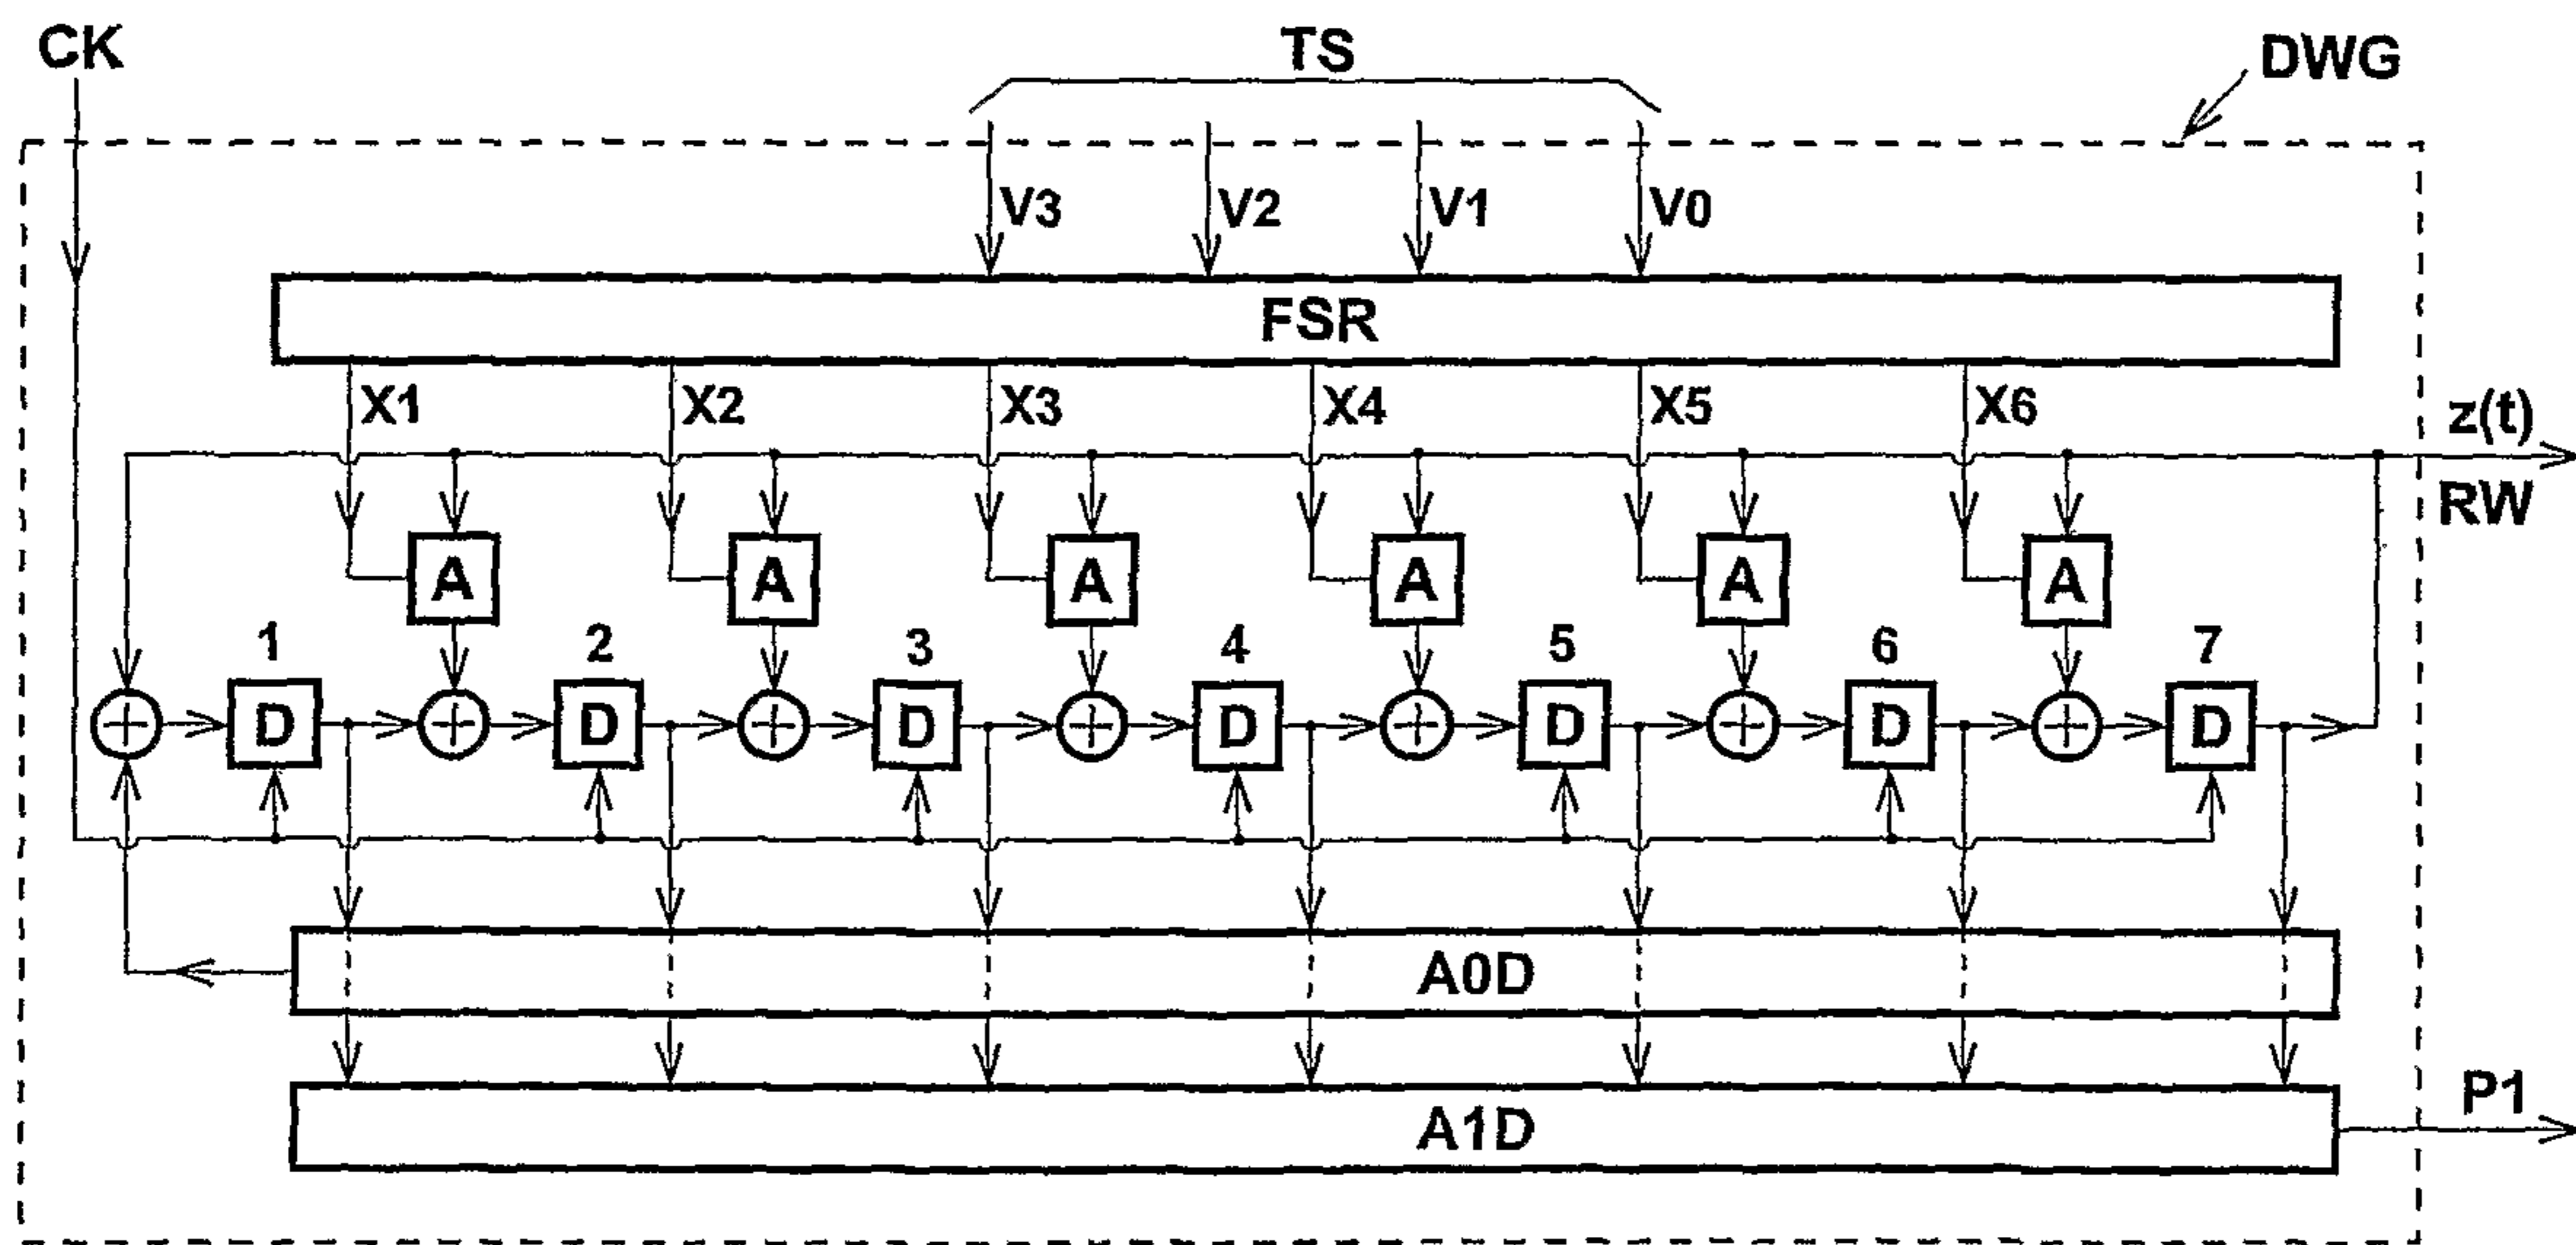 CK
TS
DWG
V3 V2 V1 V0
FSR
X1 X2 X3 X4 X5 X6
z(t)
RW
A A A A A A
1 2 3 4 5 6 7
D D D D D D D
A0D
P1
A1D